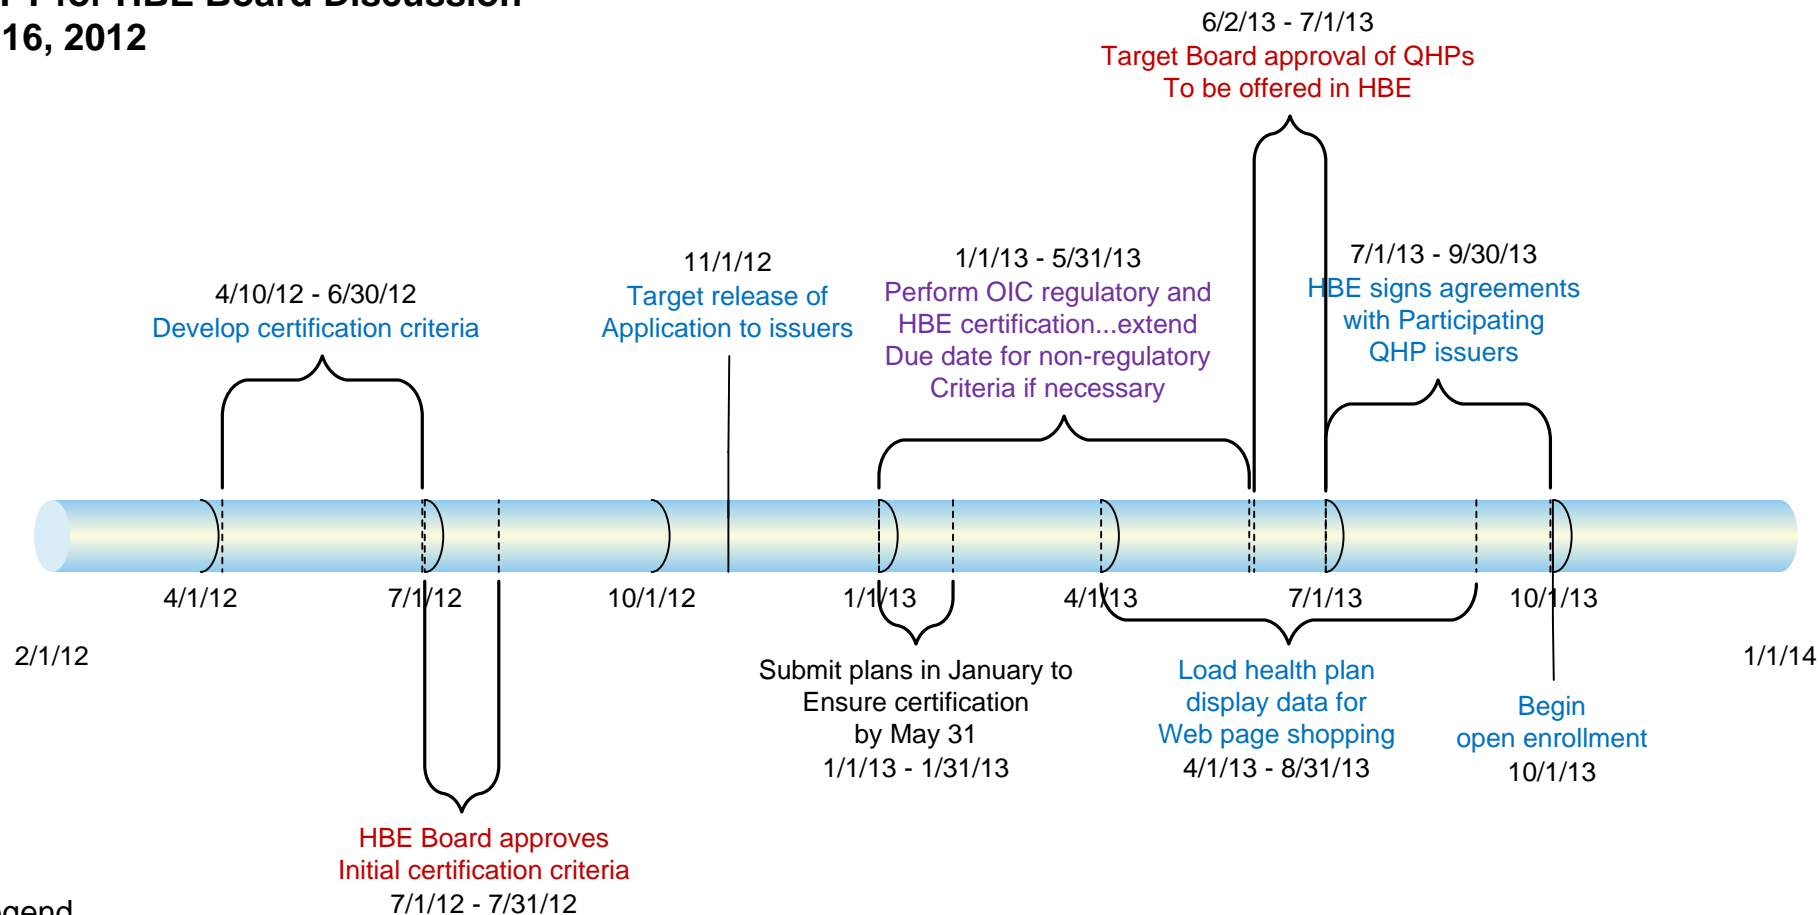 for HBE Board Discussion
16, 2012
6/2/13 - 7/1/13
Target Board approval of QHPs
To be offered in HBE
4/10/12 - 6/30/12
Develop certification criteria
11/1/12
Target release of
Application to issuers
1/1/13 - 5/31/13
Perform OIC regulatory and
HBE certification...extend
Due date for non-regulatory
Criteria if necessary
7/1/13 - 9/30/13
HBE signs agreements
with Participating
QHP issuers
4/1/12
7/1/12
10/1/12
1/1/13
4/1/13
7/1/13
10/1/13
2/1/12
1/1/14
Submit plans in January to
Ensure certification
by May 31
1/1/13 - 1/31/13
Load health plan
display data for
Web page shopping
4/1/13 - 8/31/13
Begin
open enrollment
10/1/13
HBE Board approves
Initial certification criteria
7/1/12 - 7/31/12